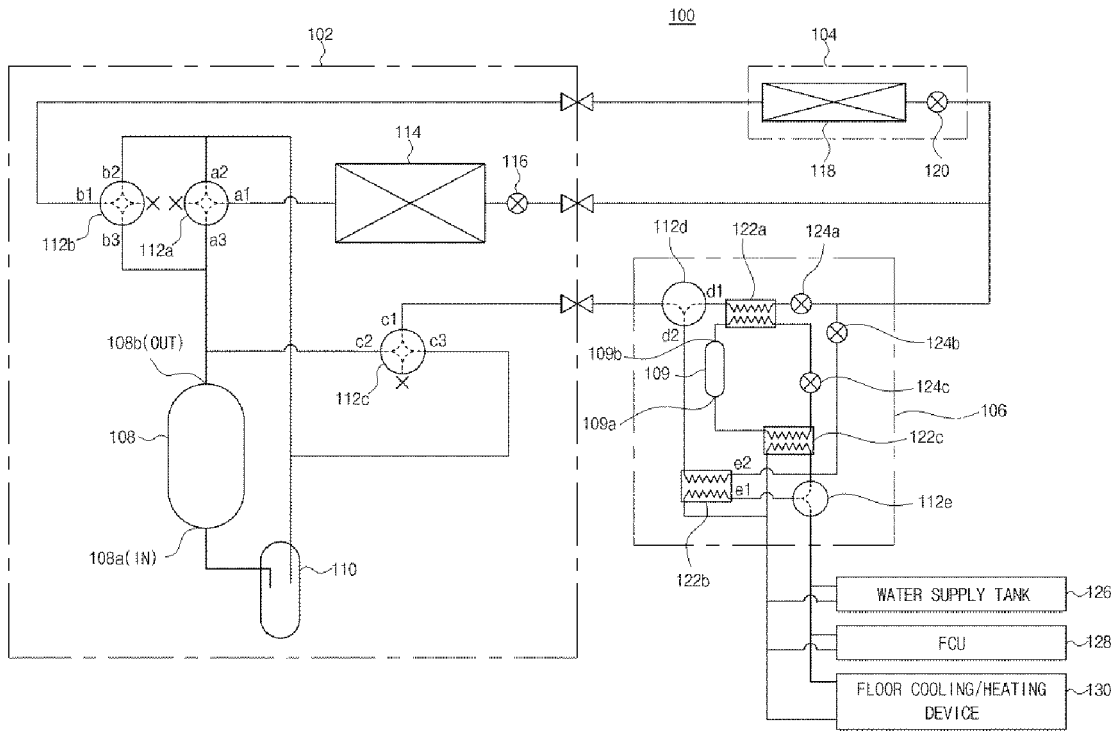 100
102
104
114
116
118
120
b2
a2
b1
a1
112b
b3
112a
a3
112d
122a
124a
d1
c1
d2
108b(OUT)
c2
c3
109b
124b
109
112c
124c
109a
106
108
122c
e2
e1
112e
108a(IN)
110
122b
WATER SUPPLY TANK
126
FCU
128
FLOOR COOLING/HEATING
DEVICE
130